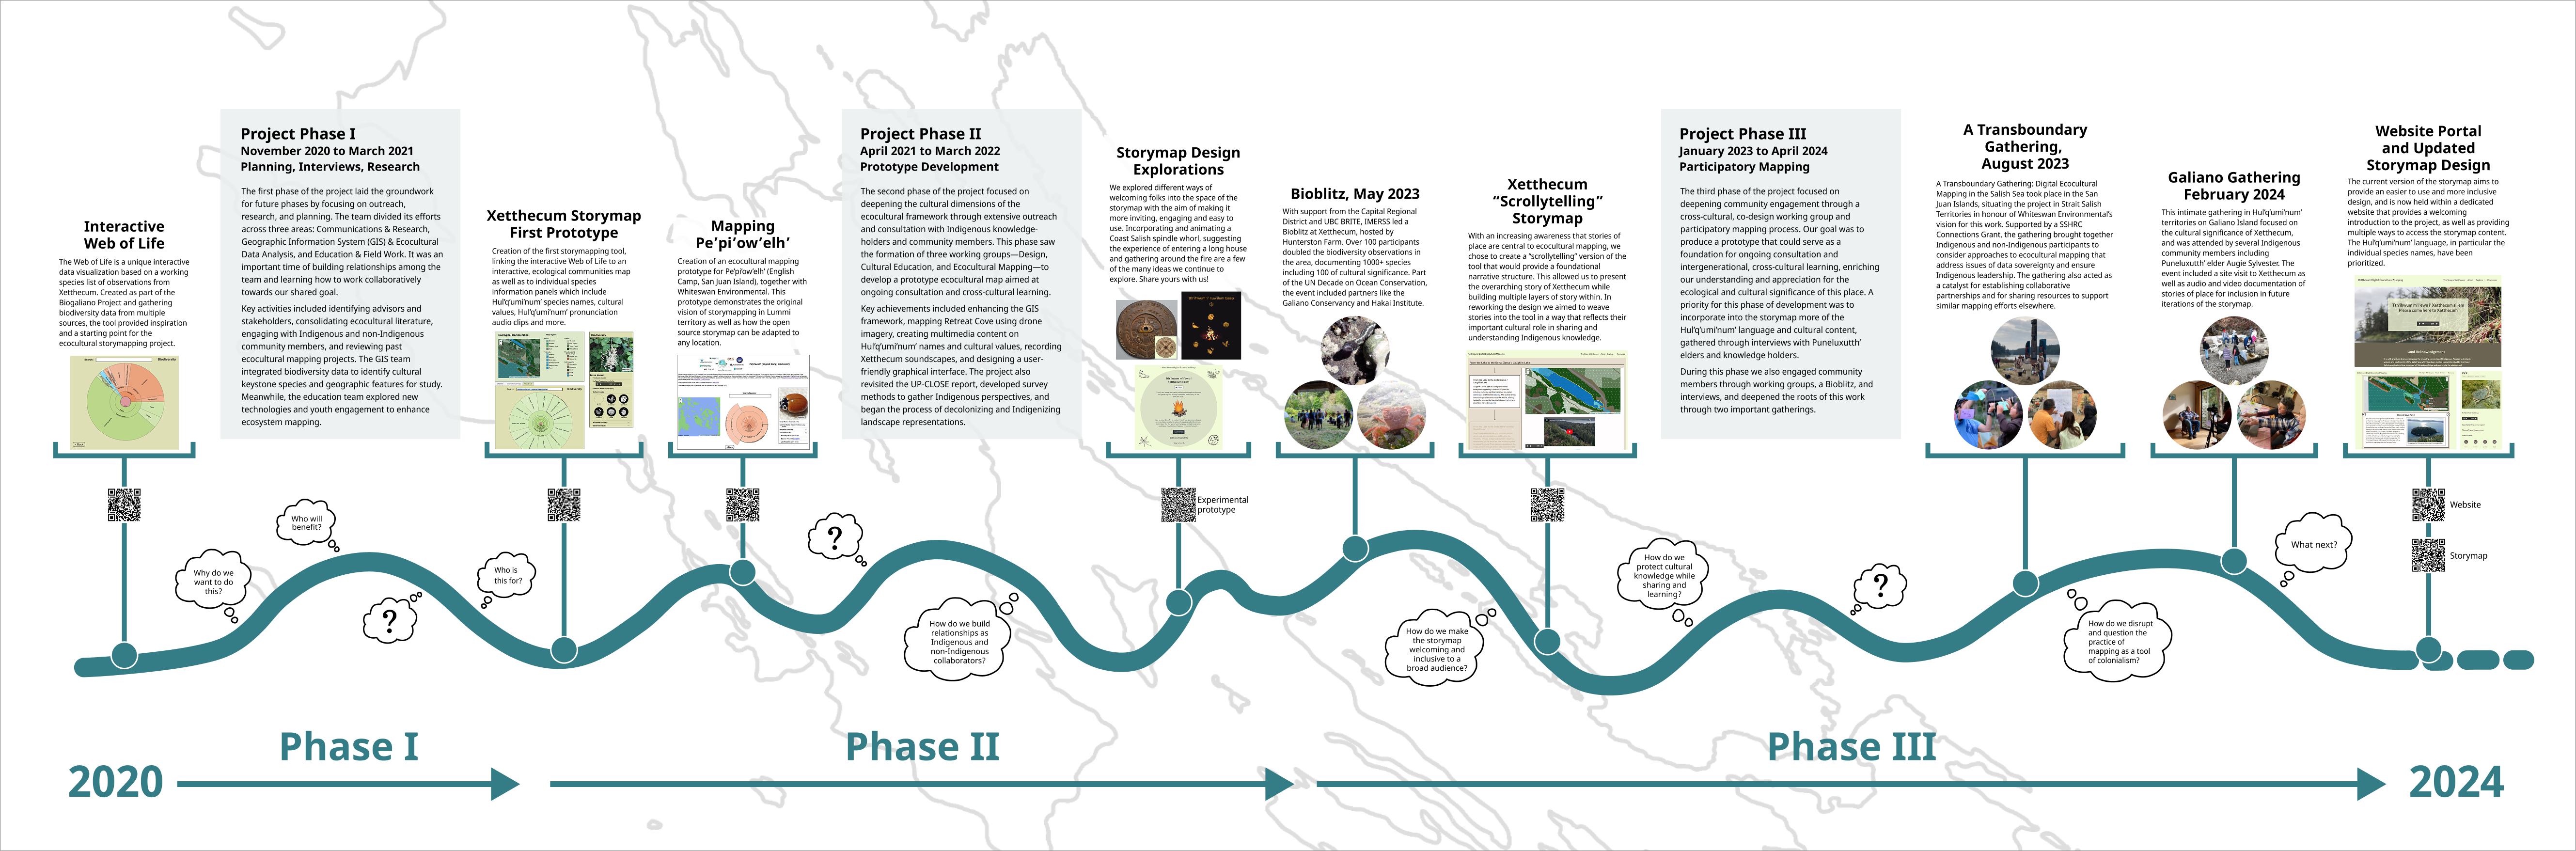 Interactive
Web of Life
The Web of Life is a unique interactive
data visualization based on a working
species list of observations from
Xetthecum. Created as part of the
Biogaliano Project and gathering
biodiversity data from multiple
sources, the tool provided inspiration
and a starting point for the
ecocultural storymapping project.
Project Phase I
November 2020 to March 2021
Planning, Interviews, Research
The first phase of the project laid the groundwork
for future phases by focusing on outreach,
research, and planning. The team divided its efforts
across three areas: Communications & Research,
Geographic Information System (GIS) & Ecocultural
Data Analysis, and Education & Field Work. It was an
important time of building relationships among the
team and learning how to work collaboratively
towards our shared goal.
Key activities included identifying advisors and
stakeholders, consolidating ecocultural literature,
engaging with Indigenous and non-Indigenous
community members, and reviewing past
ecocultural mapping projects. The GIS team
integrated biodiversity data to identify cultural
keystone species and geographic features for study.
Meanwhile, the education team explored new
technologies and youth engagement to enhance
ecosystem mapping.
Xetthecum Storymap
First Prototype
Creation of the first storymapping tool,
linking the interactive Web of Life to an
interactive, ecological communities map
as well as to individual species
information panels which include
Hul'q'umi'num' species names, cultural
values, Hul'q'umi'num' pronunciation
audio clips and more.
Mapping
Pe'pi'ow'elh'
Creation of an ecocultural mapping
prototype for Pe'pi'ow'elh' (English
Camp, San Juan Island), together with
Whiteswan Environmental. This
prototype demonstrates the original
vision of storymapping in Lummi
territory as well as how the open
source storymap can be adapted to
any location.
Project Phase II
April 2021 to March 2022
Prototype Development
The second phase of the project focused on
deepening the cultural dimensions of the
ecocultural framework through extensive outreach
and consultation with Indigenous knowledge-
holders and community members. This phase saw
the formation of three working groups—Design,
Cultural Education, and Ecocultural Mapping—to
develop a prototype ecocultural map aimed at
ongoing consultation and cross-cultural learning.
Key achievements included enhancing the GIS
framework, mapping Retreat Cove using drone
imagery, creating multimedia content on
Hul'q'umi'num' names and cultural values, recording
Xetthecum soundscapes, and designing a user-
friendly graphical interface. The project also
revisited the UP-CLOSE report, developed survey
methods to gather Indigenous perspectives, and
began the process of decolonizing and Indigenizing
landscape representations.
Storymap Design
Explorations
We explored different ways of
welcoming folks into the space of the
storymap with the aim of making it
more inviting, engaging and easy to
use. Incorporating and animating a
Coast Salish spindle whorl, suggesting
the experience of entering a long house
and gathering around the fire are a few
of the many ideas we continue to
explore. Share yours with us!
Bioblitz, May 2023
With support from the Capital Regional
District and UBC BRITE, IMERSS led a
Bioblitz at Xetthecum, hosted by
Hunterston Farm. Over 100 participants
doubled the biodiversity observations in
the area, documenting 1000+ species
including 100 of cultural significance. Part
of the UN Decade on Ocean Conservation,
the event included partners like the
Galiano Conservancy and Hakai Institute.
Xetthecum
“Scrollytelling”
Storymap
With an increasing awareness that stories of
place are central to ecocultural mapping, we
chose to create a “scrollytelling” version of the
tool that would provide a foundational
narrative structure. This allowed us to present
the overarching story of Xetthecum while
building multiple layers of story within. In
reworking the design we aimed to weave
stories into the tool in a way that reflects their
important cultural role in sharing and
understanding Indigenous knowledge.
Project Phase III
January 2023 to April 2024
Participatory Mapping
The third phase of the project focused on
deepening community engagement through a
cross-cultural, co-design working group and
participatory mapping process. Our goal was to
produce a prototype that could serve as a
foundation for ongoing consultation and
intergenerational, cross-cultural learning, enriching
our understanding and appreciation for the
ecological and cultural significance of this place. A
priority for this phase of development was to
incorporate into the storymap more of the
Hul'q'umi'num' language and cultural content,
gathered through interviews with Puneluxutth'
elders and knowledge holders.
During this phase we also engaged community
members through working groups, a Bioblitz, and
interviews, and deepened the roots of this work
through two important gatherings.
A Transboundary
Gathering,
August 2023
A Transboundary Gathering: Digital Ecocultural
Mapping in the Salish Sea took place in the San
Juan Islands, situating the project in Strait Salish
Territories in honour of Whiteswan Environmental's
vision for this work. Supported by a SSHRC
Connections Grant, the gathering brought together
Indigenous and non-Indigenous participants to
consider approaches to ecocultural mapping that
address issues of data sovereignty and ensure
Indigenous leadership. The gathering also acted as
a catalyst for establishing collaborative
partnerships and for sharing resources to support
similar mapping efforts elsewhere.
Galiano Gathering
February 2024
This intimate gathering in Hul'q'umi'num'
territories on Galiano Island focused on
the cultural significance of Xetthecum,
and was attended by several Indigenous
community members including
Puneluxutth' elder Augie Sylvester. The
event included a site visit to Xetthecum as
well as audio and video documentation of
stories of place for inclusion in future
iterations of the storymap.
Website Portal
and Updated
Storymap Design
The current version of the storymap aims to
provide an easier to use and more inclusive
design, and is now held within a dedicated
website that provides a welcoming
introduction to the project, as well as providing
multiple ways to access the storymap content.
The Hul'q'umi'num' language, in particular the
individual species names, have been
prioritized.
Experimental
prototype
Website
Storymap
Why do we
want to do
this?
Who will
benefit?
?
Who is
this for?
?
How do we build
relationships as
Indigenous and
non-Indigenous
collaborators?
How do we make
the storymap
welcoming and
inclusive to a
broad audience?
How do we
protect cultural
knowledge while
sharing and
learning?
?
How do we disrupt
and question the
practice of
mapping as a tool
of colonialism?
What next?
Phase I
Phase II
Phase III
2020
2024